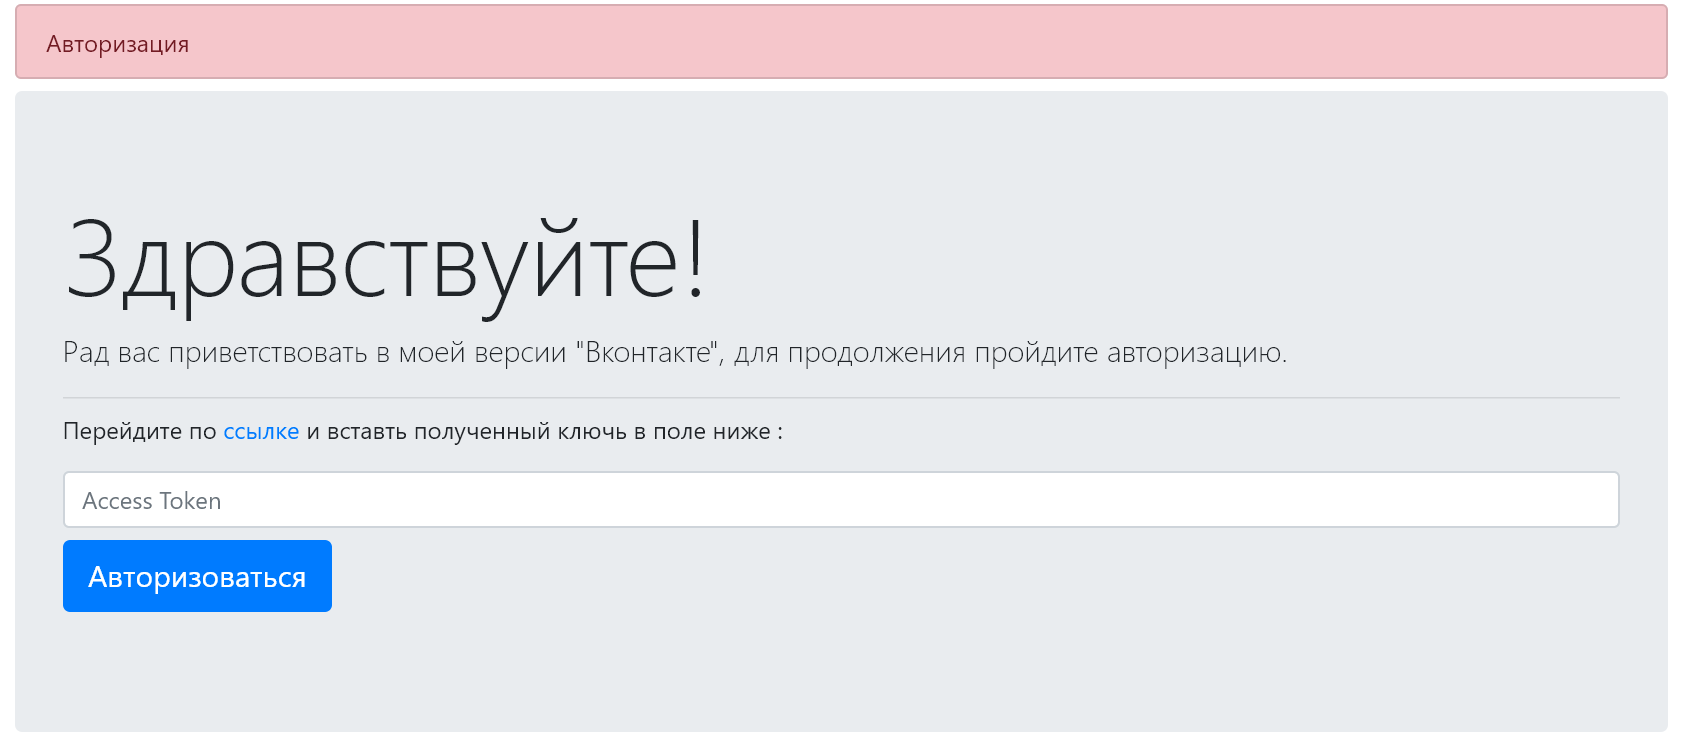 Авторизация
Здравствуйте!
Рад вас приветствовать в моей версии "Вконтакте", для продолжения пройдите авторизацию.
Перейдите по ссылке и вставть полученный ключь в поле ниже :
Access Token
Авторизоваться